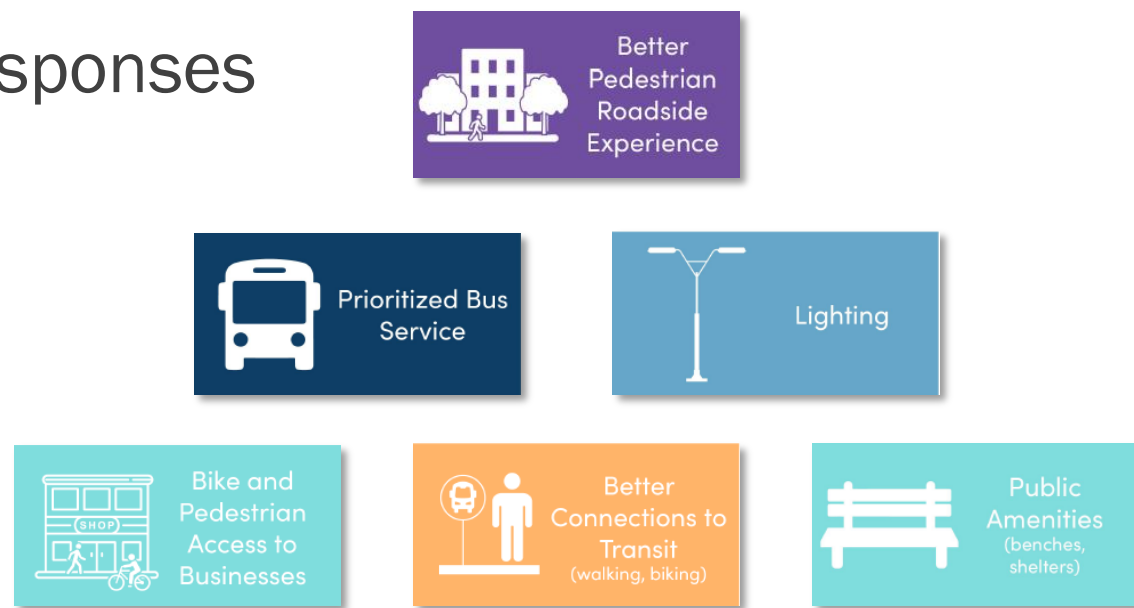 sponses
Better
Pedestrian
Roadside
Experience
Prioritized Bus
Service
Lighting
SHOP
Bike and
Pedestrian
Access to
Businesses
Better
Connections to
Transit
(walking, biking)
Public
Amenities
(benches,
shelters)